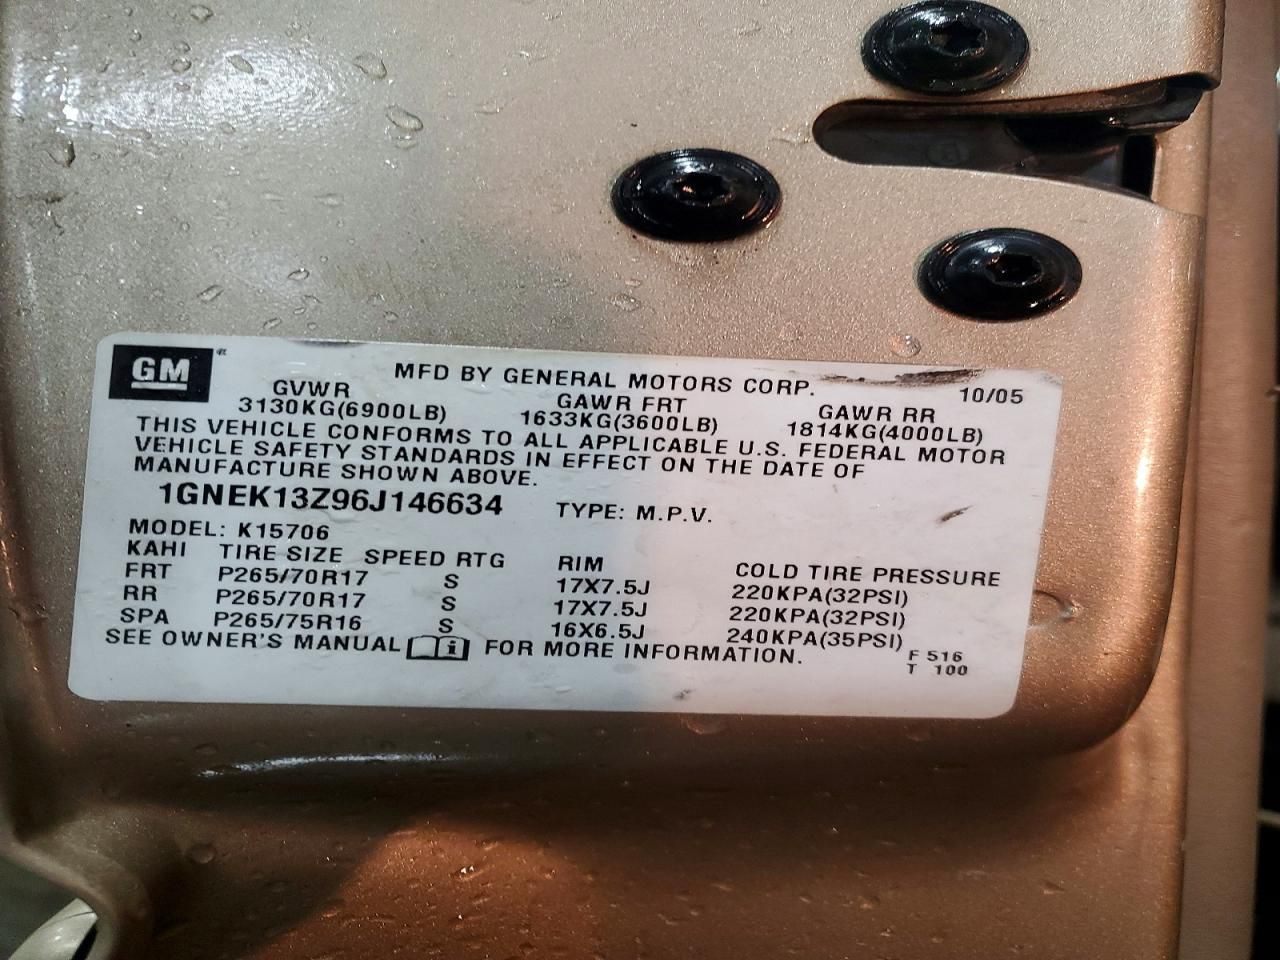 GM
MFD BY GENERAL MOTORS CORP. 10/05
GVWR GAWR FRT GAWR RR
3130KG(6900LB) 1633KG(3600LB) 1814KG(4000LB)
THIS VEHICLE CONFORMS TO ALL APPLICABLE U.S. FEDERAL MOTOR
VEHICLE SAFETY STANDARDS IN EFFECT ON THE DATE OF
MANUFACTURE SHOWN ABOVE.
1GNEK13Z96J146634 TYPE: M.P.V.
MODEL: K15706
KAHI TIRE SIZE SPEED RTG RIM COLD TIRE PRESSURE
FRT P265/70R17 S 17X7.5J 220KPA(32PSI)
RR P265/70R17 S 17X7.5J 220KPA(32PSI)
SPA P265/75R16 S 16X6.5J 240KPA(35PSI)
SEE OWNER'S MANUAL i FOR MORE INFORMATION. F 516
T 100